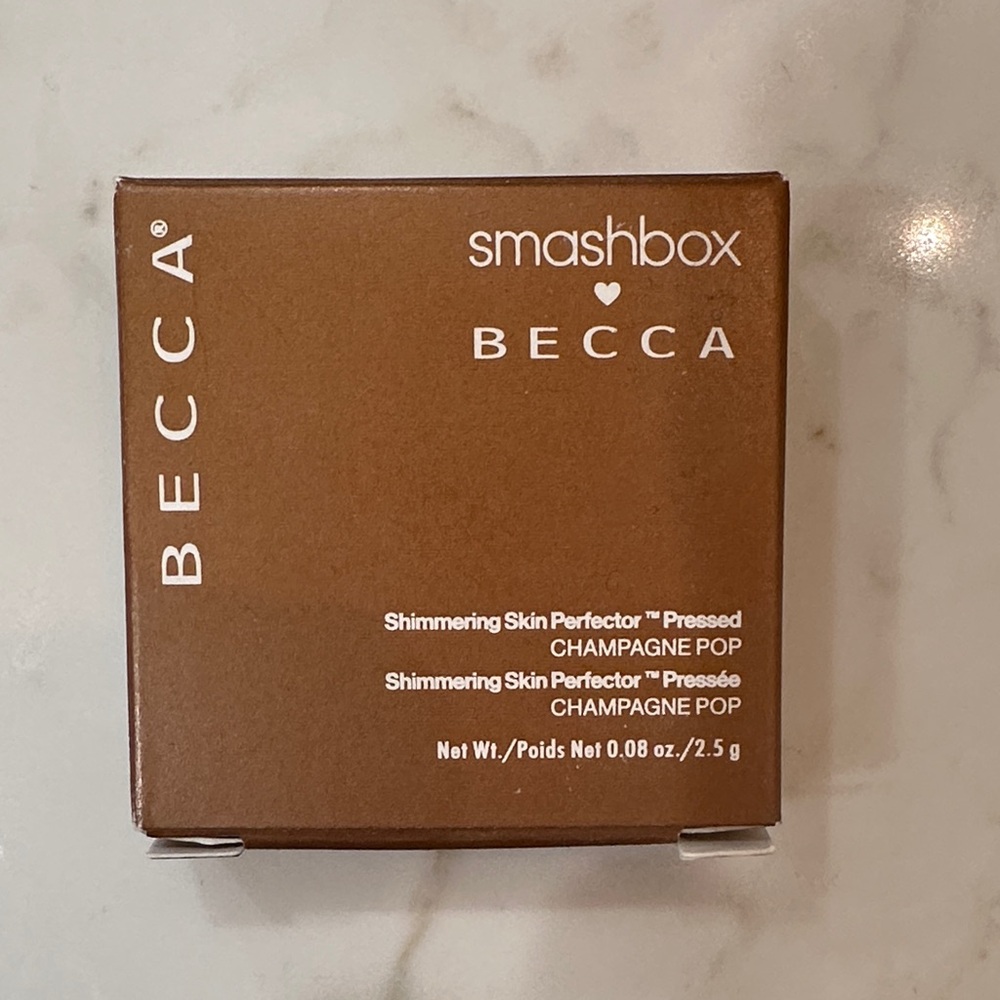 BECCA®
smashbox
♥
BECCA
Shimmering Skin Perfector™ Pressed
CHAMPAGNE POP
Shimmering Skin Perfector™ Pressée
CHAMPAGNE POP
Net Wt./Poids Net 0.08 oz./2.5 g